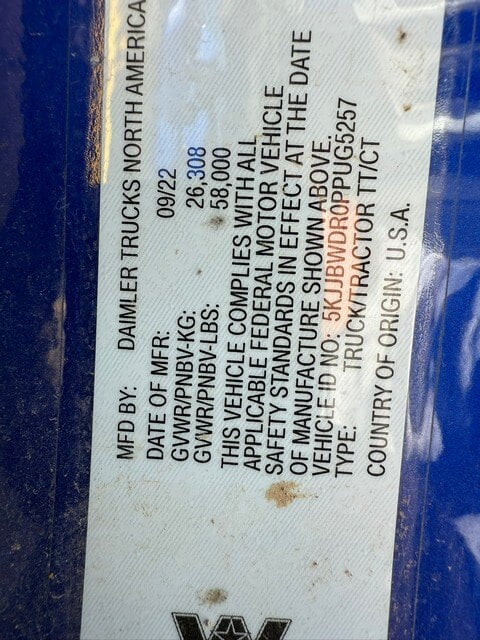 MFD BY: DAIMLER TRUCKS NORTH AMERICA
DATE OF MFR: 09/22
GVWR/PNBV-KG: 26,308
GVWR/PNBV-LBS: 58,000
THIS VEHICLE COMPLIES WITH ALL
APPLICABLE FEDERAL MOTOR VEHICLE
SAFETY STANDARDS IN EFFECT AT THE DATE
OF MANUFACTURE SHOWN ABOVE.
VEHICLE ID NO: 5KJJBWDR0PPUG5257
TYPE: TRUCK/TRACTOR TT/CT
COUNTRY OF ORIGIN: U.S.A.